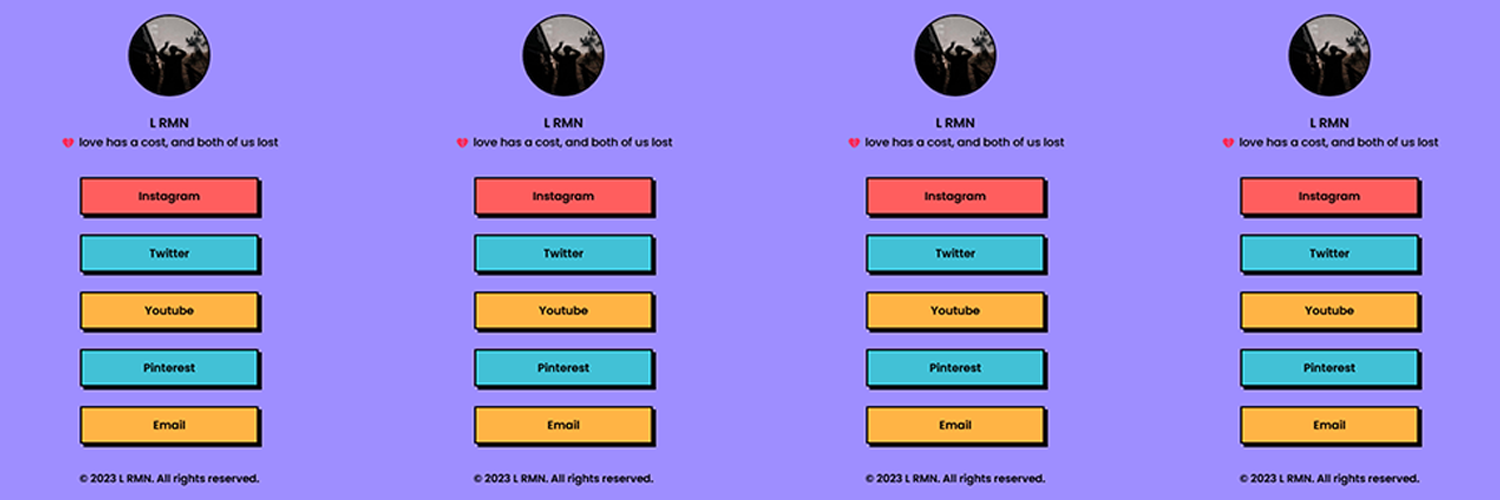 L RMN
💔 love has a cost, and both of us lost
Instagram
Twitter
Youtube
Pinterest
Email
© 2023 L RMN. All rights reserved.
L RMN
💔 love has a cost, and both of us lost
Instagram
Twitter
Youtube
Pinterest
Email
© 2023 L RMN. All rights reserved.
L RMN
💔 love has a cost, and both of us lost
Instagram
Twitter
Youtube
Pinterest
Email
© 2023 L RMN. All rights reserved.
L RMN
💔 love has a cost, and both of us lost
Instagram
Twitter
Youtube
Pinterest
Email
© 2023 L RMN. All rights reserved.